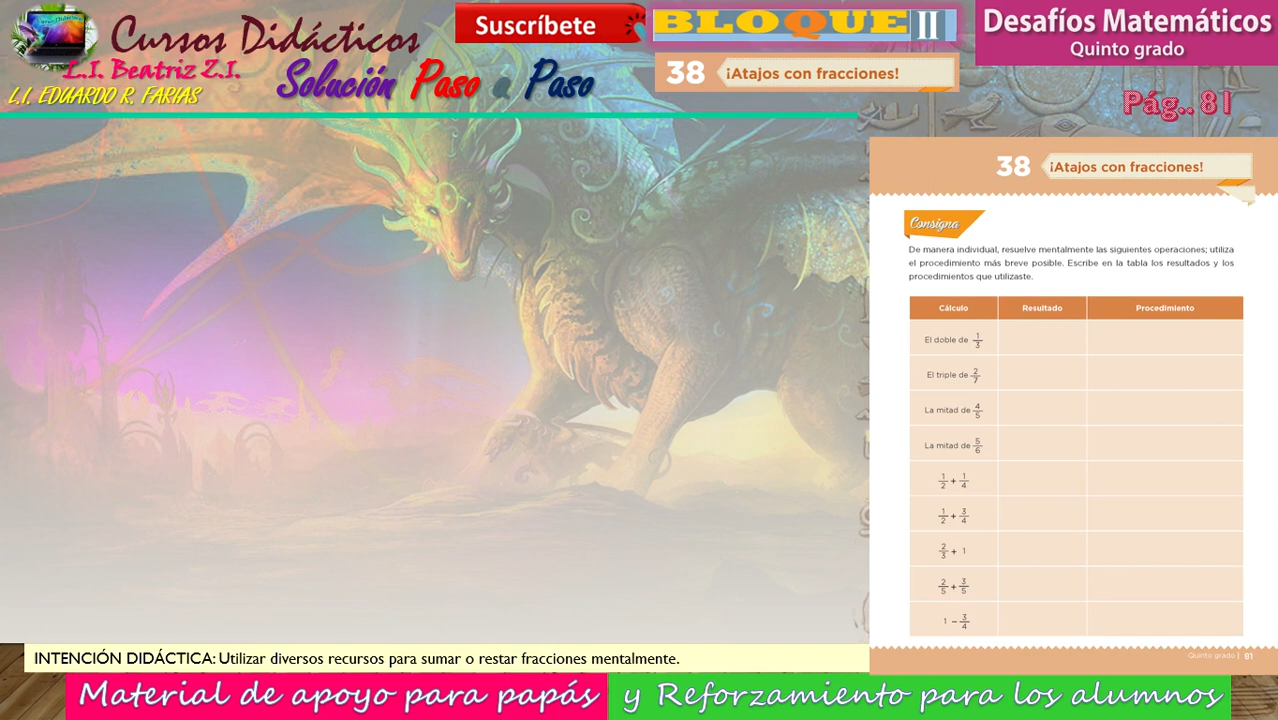 Cursos Didácticos
L.I. Beatriz Z.I.
L.I. EDUARDO R. FARIAS
Solución Paso a Paso
Suscríbete
BLOQUE II
38 ¡Atajos con fracciones!
Desafíos Matemáticos
Quinto grado
Pág.. 81
38 ¡Atajos con fracciones!
Consigna
De manera individual, resuelve mentalmente las siguientes operaciones; utiliza
el procedimiento más breve posible. Escribe en la tabla los resultados y los
procedimientos que utilizaste.
Cálculo Resultado Procedimiento
El doble de 1/3
El triple de 2/7
La mitad de 4/5
La mitad de 5/6
1/2 + 1/4
1/2 + 3/4
2/3 + 1
2/5 + 3/5
1 − 3/4
Quinto grado | 81
INTENCIÓN DIDÁCTICA: Utilizar diversos recursos para sumar o restar fracciones mentalmente.
Material de apoyo para papás y Reforzamiento para los alumnos